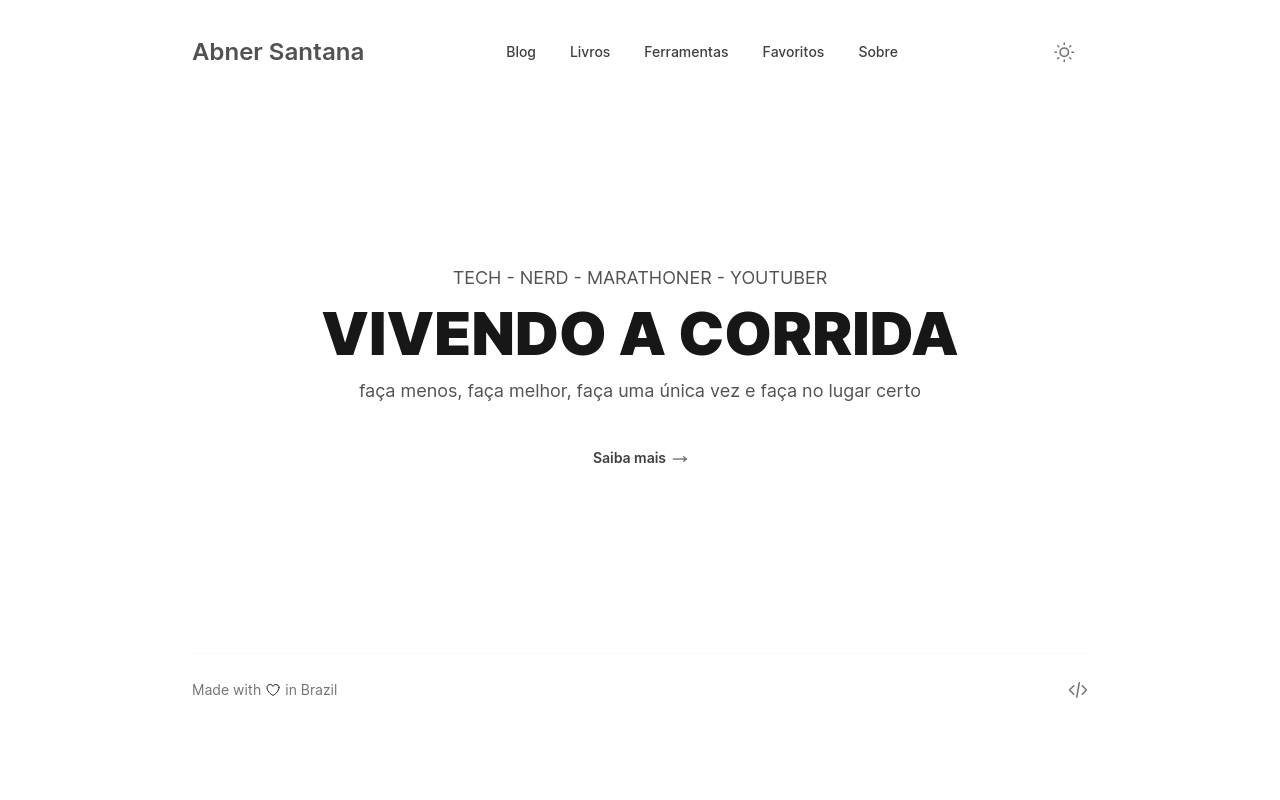 Abner Santana
Blog
Livros
Ferramentas
Favoritos
Sobre
TECH - NERD - MARATHONER - YOUTUBER
VIVENDO A CORRIDA
faça menos, faça melhor, faça uma única vez e faça no lugar certo
Saiba mais →
Made with ♡ in Brazil